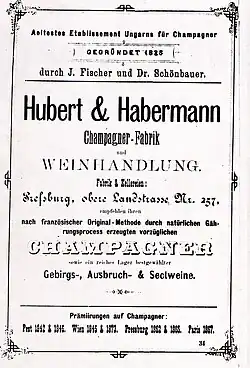 Aeltestes Etablissement Ungarns für Champagner
GEGRÜNDET 1825
durch J. Fischer und Dr. Schönbauer.
Hubert & Habermann
Champagner-Fabrik
und
WEINHANDLUNG.
Fabrik & Kellereien:
Pressburg, obere Landstrasse, Nr. 257,
empfehlen ihren
nach französischer Original-Methode durch natürlichen Gäh-
rungsprocess erzeugten vorzüglichen
CHAMPAGNER
sowie ein reiches Lager bestgewählter
Gebirgs-, Ausbruch- & Sectweine.
Prämiirungen auf Champagner:
Pest 1842 & 1846. Wien 1845 & 1873. Pressburg 1862 & 1865. Paris 1867.